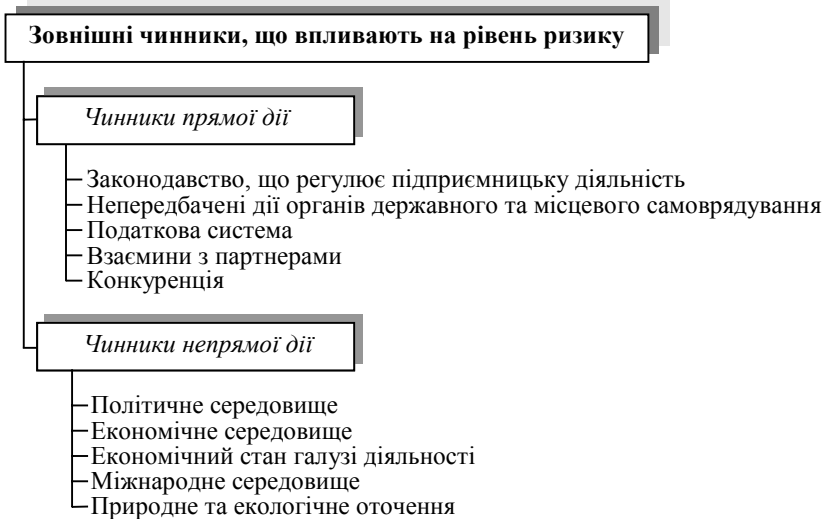 Зовнішні чинники, що впливають на рівень ризику
Чинники прямої дії
Законодавство, що регулює підприємницьку діяльність
Непередбачені дії органів державного та місцевого самоврядування
Податкова система
Взаємини з партнерами
Конкуренція
Чинники непрямої дії
Політичне середовище
Економічне середовище
Економічний стан галузі діяльності
Міжнародне середовище
Природне та екологічне оточення